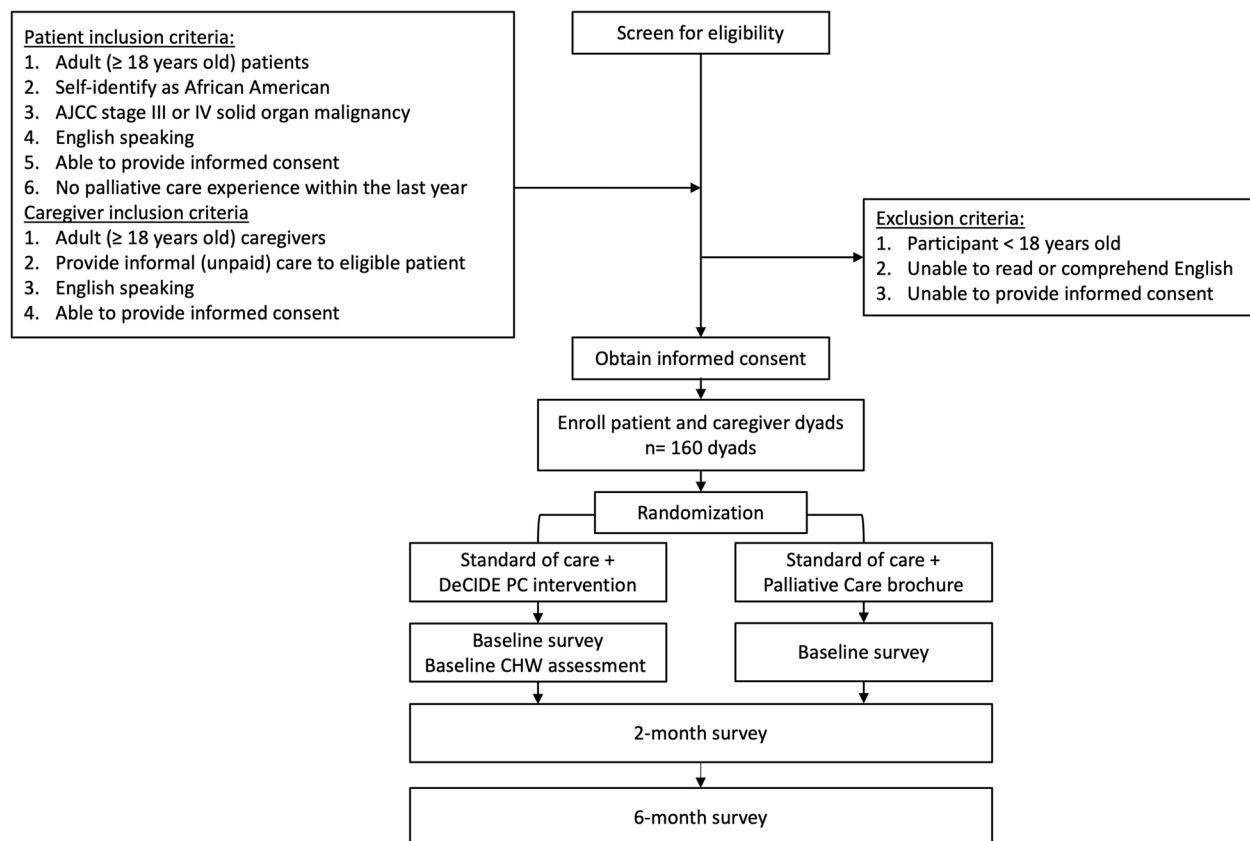 Patient inclusion criteria:
1. Adult (≥ 18 years old) patients
2. Self-identify as African American
3. AJCC stage III or IV solid organ malignancy
4. English speaking
5. Able to provide informed consent
6. No palliative care experience within the last year
Caregiver inclusion criteria
1. Adult (≥ 18 years old) caregivers
2. Provide informal (unpaid) care to eligible patient
3. English speaking
4. Able to provide informed consent
Screen for eligibility
Exclusion criteria:
1. Participant < 18 years old
2. Unable to read or comprehend English
3. Unable to provide informed consent
Obtain informed consent
Enroll patient and caregiver dyads
n= 160 dyads
Randomization
Standard of care +
DeCIDE PC intervention
Standard of care +
Palliative Care brochure
Baseline survey
Baseline CHW assessment
Baseline survey
2-month survey
6-month survey